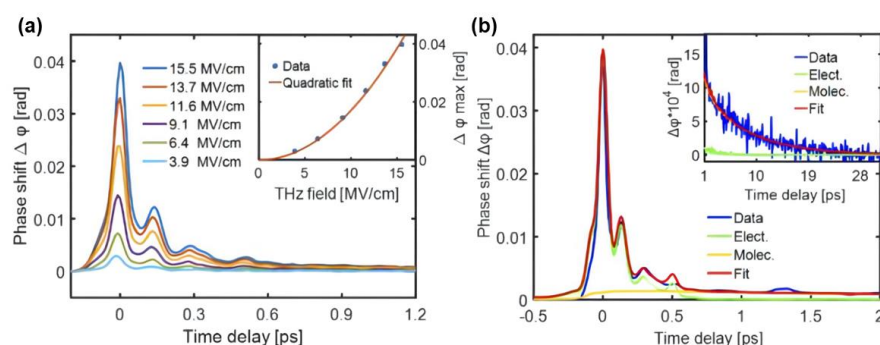 (a)
Phase shift Δ φ [rad]
0.04
0.03
0.02
0.01
0
15.5 MV/cm
13.7 MV/cm
11.6 MV/cm
9.1 MV/cm
6.4 MV/cm
3.9 MV/cm
Data
Quadratic fit
0 5 10 15
THz field [MV/cm]
0.04
0.02
0
Δ φ max [rad]
0 0.3 0.6 0.9 1.2
Time delay [ps]
(b)
Phase shift Δφ [rad]
0.04
0.03
0.02
0.01
0
Δφ*10⁴ [rad]
20
10
0
Data
Elect.
Molec.
Fit
1 10 19 28
Time delay [ps]
Data
Elect.
Molec.
Fit
-0.5 0 0.5 1 1.5 2
Time delay [ps]